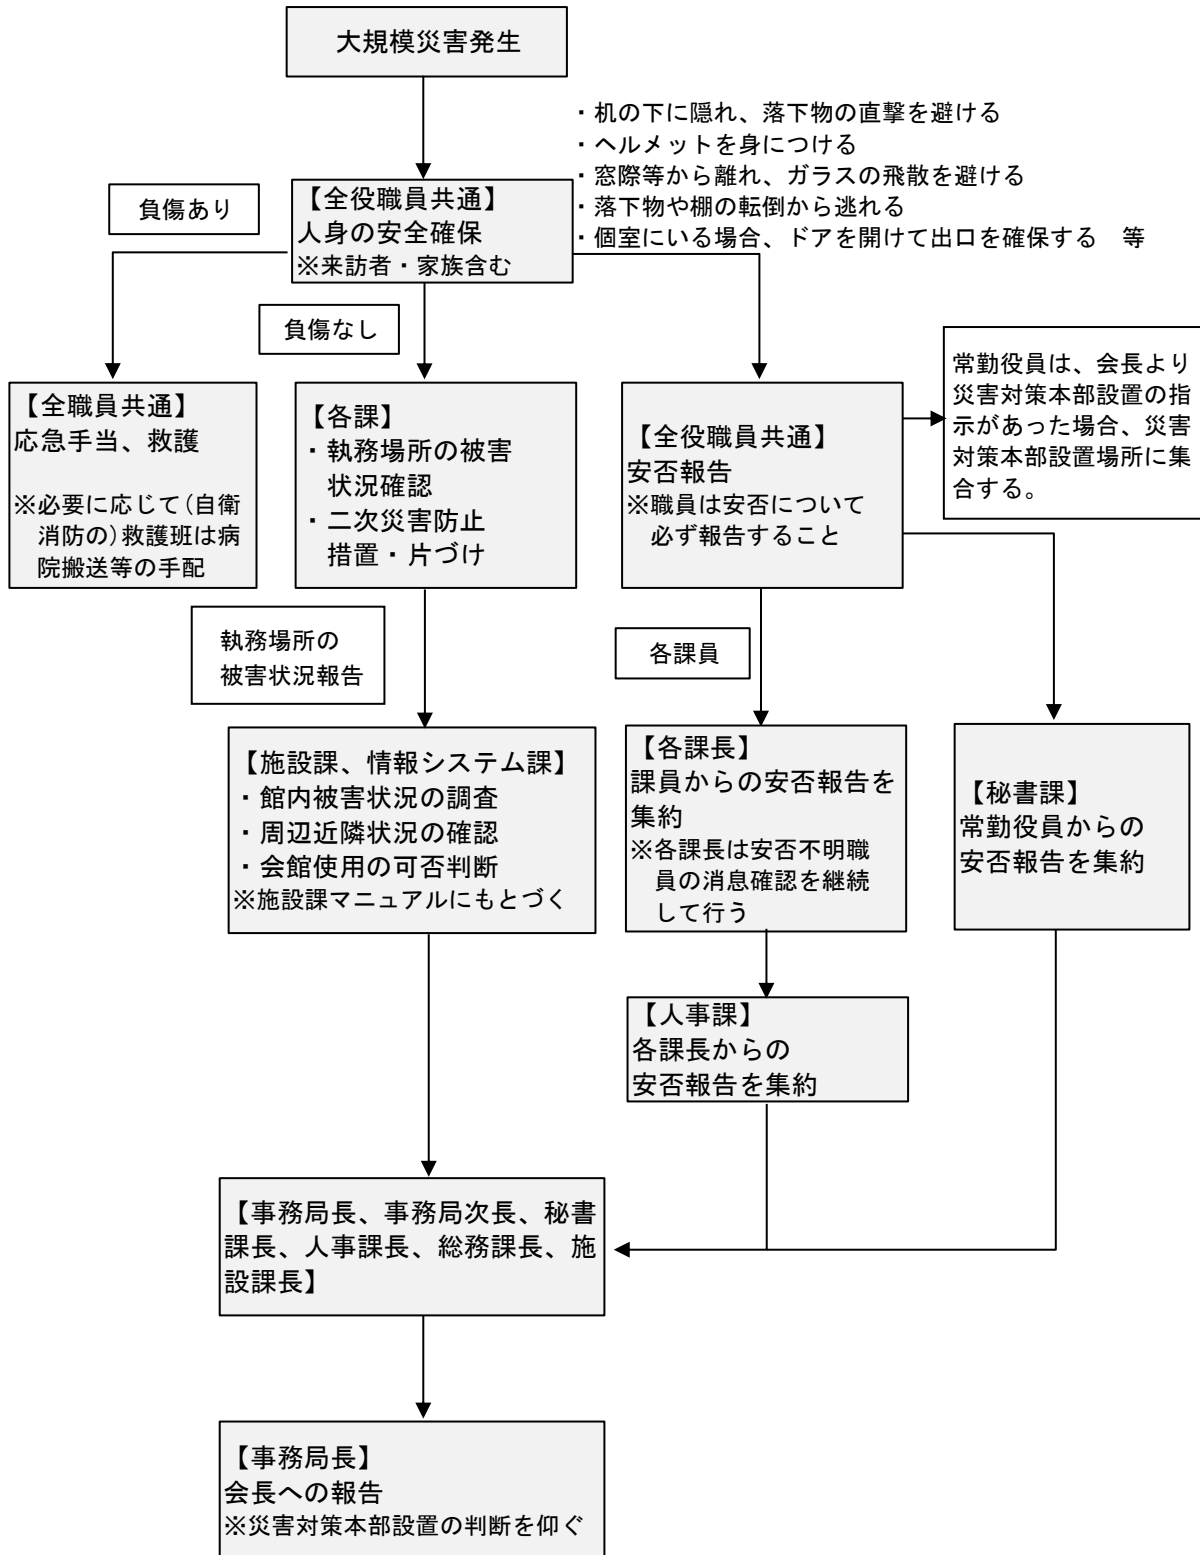 大規模災害発生
・机の下に隠れ、落下物の直撃を避ける
・ヘルメットを身につける
・窓際等から離れ、ガラスの飛散を避ける
・落下物や棚の転倒から逃れる
・個室にいる場合、ドアを開けて出口を確保する　等
負傷あり
【全役職員共通】
人身の安全確保
※来訪者・家族含む
負傷なし
【全職員共通】
応急手当、救護
※必要に応じて(自衛
消防の)救護班は病
院搬送等の手配
【各課】
・執務場所の被害
状況確認
・二次災害防止
措置・片づけ
【全役職員共通】
安否報告
※職員は安否について
必ず報告すること
常勤役員は、会長より
災害対策本部設置の指
示があった場合、災害
対策本部設置場所に集
合する。
執務場所の
被害状況報告
各課員
【施設課、情報システム課】
・館内被害状況の調査
・周辺近隣状況の確認
・会館使用の可否判断
※施設課マニュアルにもとづく
【各課長】
課員からの安否報告を
集約
※各課長は安否不明職
員の消息確認を継続
して行う
【秘書課】
常勤役員からの
安否報告を集約
【人事課】
各課長からの
安否報告を集約
【事務局長、事務局次長、秘書
課長、人事課長、総務課長、施
設課長】
【事務局長】
会長への報告
※災害対策本部設置の判断を仰ぐ